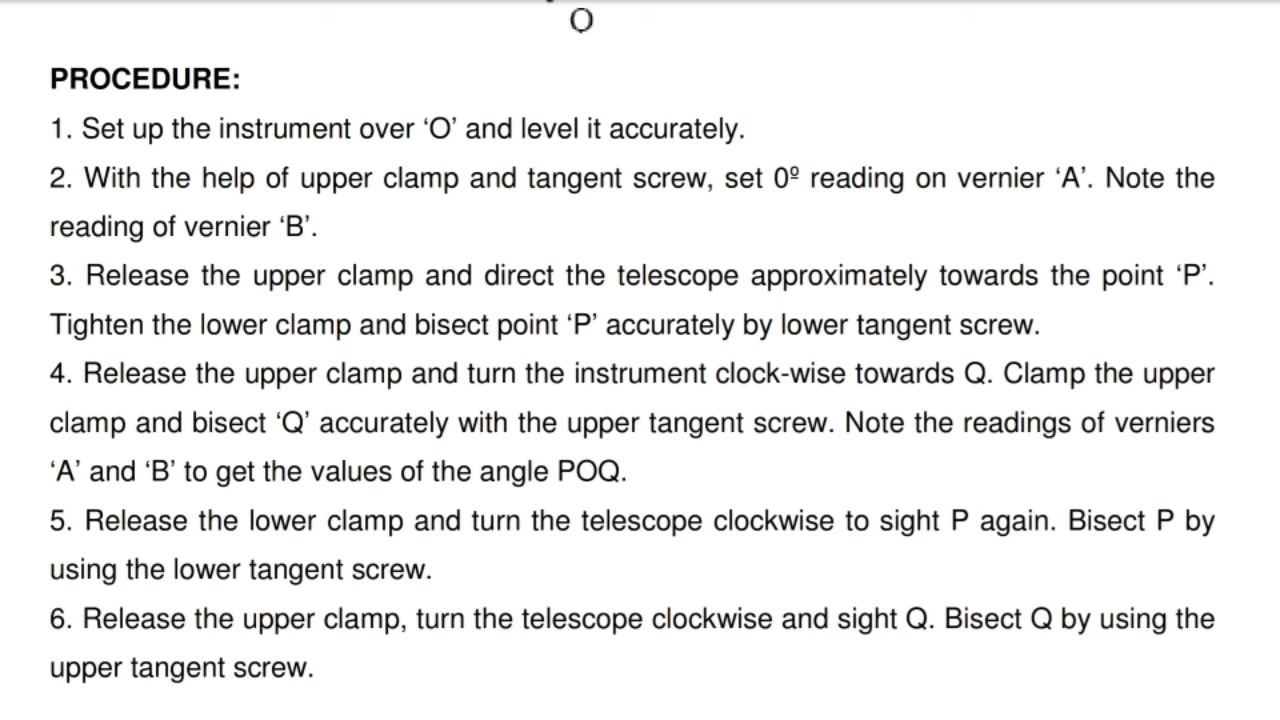 O
PROCEDURE:
1. Set up the instrument over ‘O’ and level it accurately.
2. With the help of upper clamp and tangent screw, set 0º reading on vernier ‘A’. Note the
reading of vernier ‘B’.
3. Release the upper clamp and direct the telescope approximately towards the point ‘P’.
Tighten the lower clamp and bisect point ‘P’ accurately by lower tangent screw.
4. Release the upper clamp and turn the instrument clock-wise towards Q. Clamp the upper
clamp and bisect ‘Q’ accurately with the upper tangent screw. Note the readings of verniers
‘A’ and ‘B’ to get the values of the angle POQ.
5. Release the lower clamp and turn the telescope clockwise to sight P again. Bisect P by
using the lower tangent screw.
6. Release the upper clamp, turn the telescope clockwise and sight Q. Bisect Q by using the
upper tangent screw.